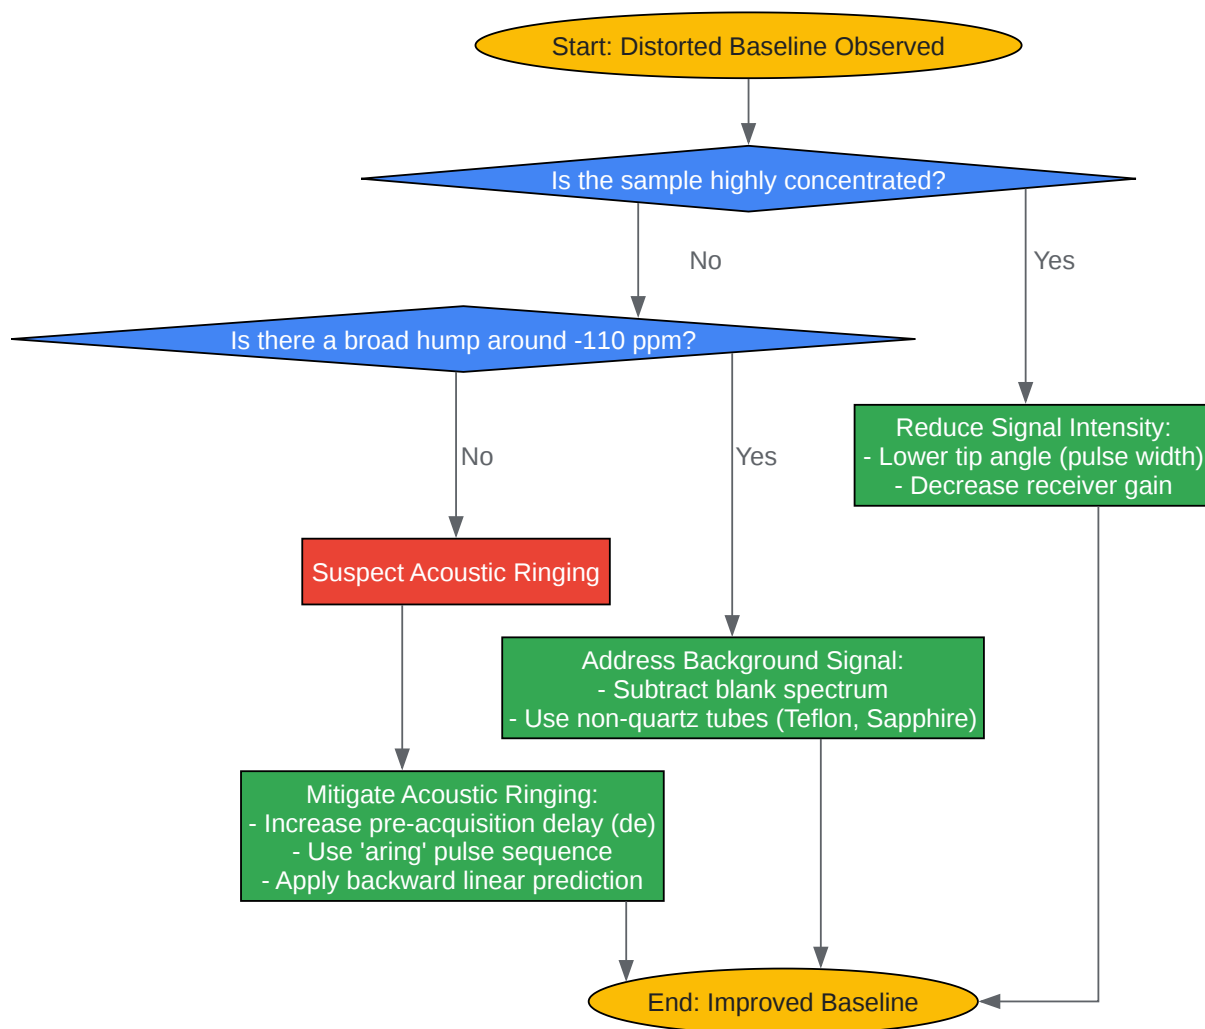 Start: Distorted Baseline Observed
Is the sample highly concentrated?
No
Yes
Is there a broad hump around -110 ppm?
Reduce Signal Intensity:
- Lower tip angle (pulse width)
- Decrease receiver gain
No
Yes
Suspect Acoustic Ringing
Address Background Signal:
- Subtract blank spectrum
- Use non-quartz tubes (Teflon, Sapphire)
Mitigate Acoustic Ringing:
- Increase pre-acquisition delay (de)
- Use 'aring' pulse sequence
- Apply backward linear prediction
End: Improved Baseline